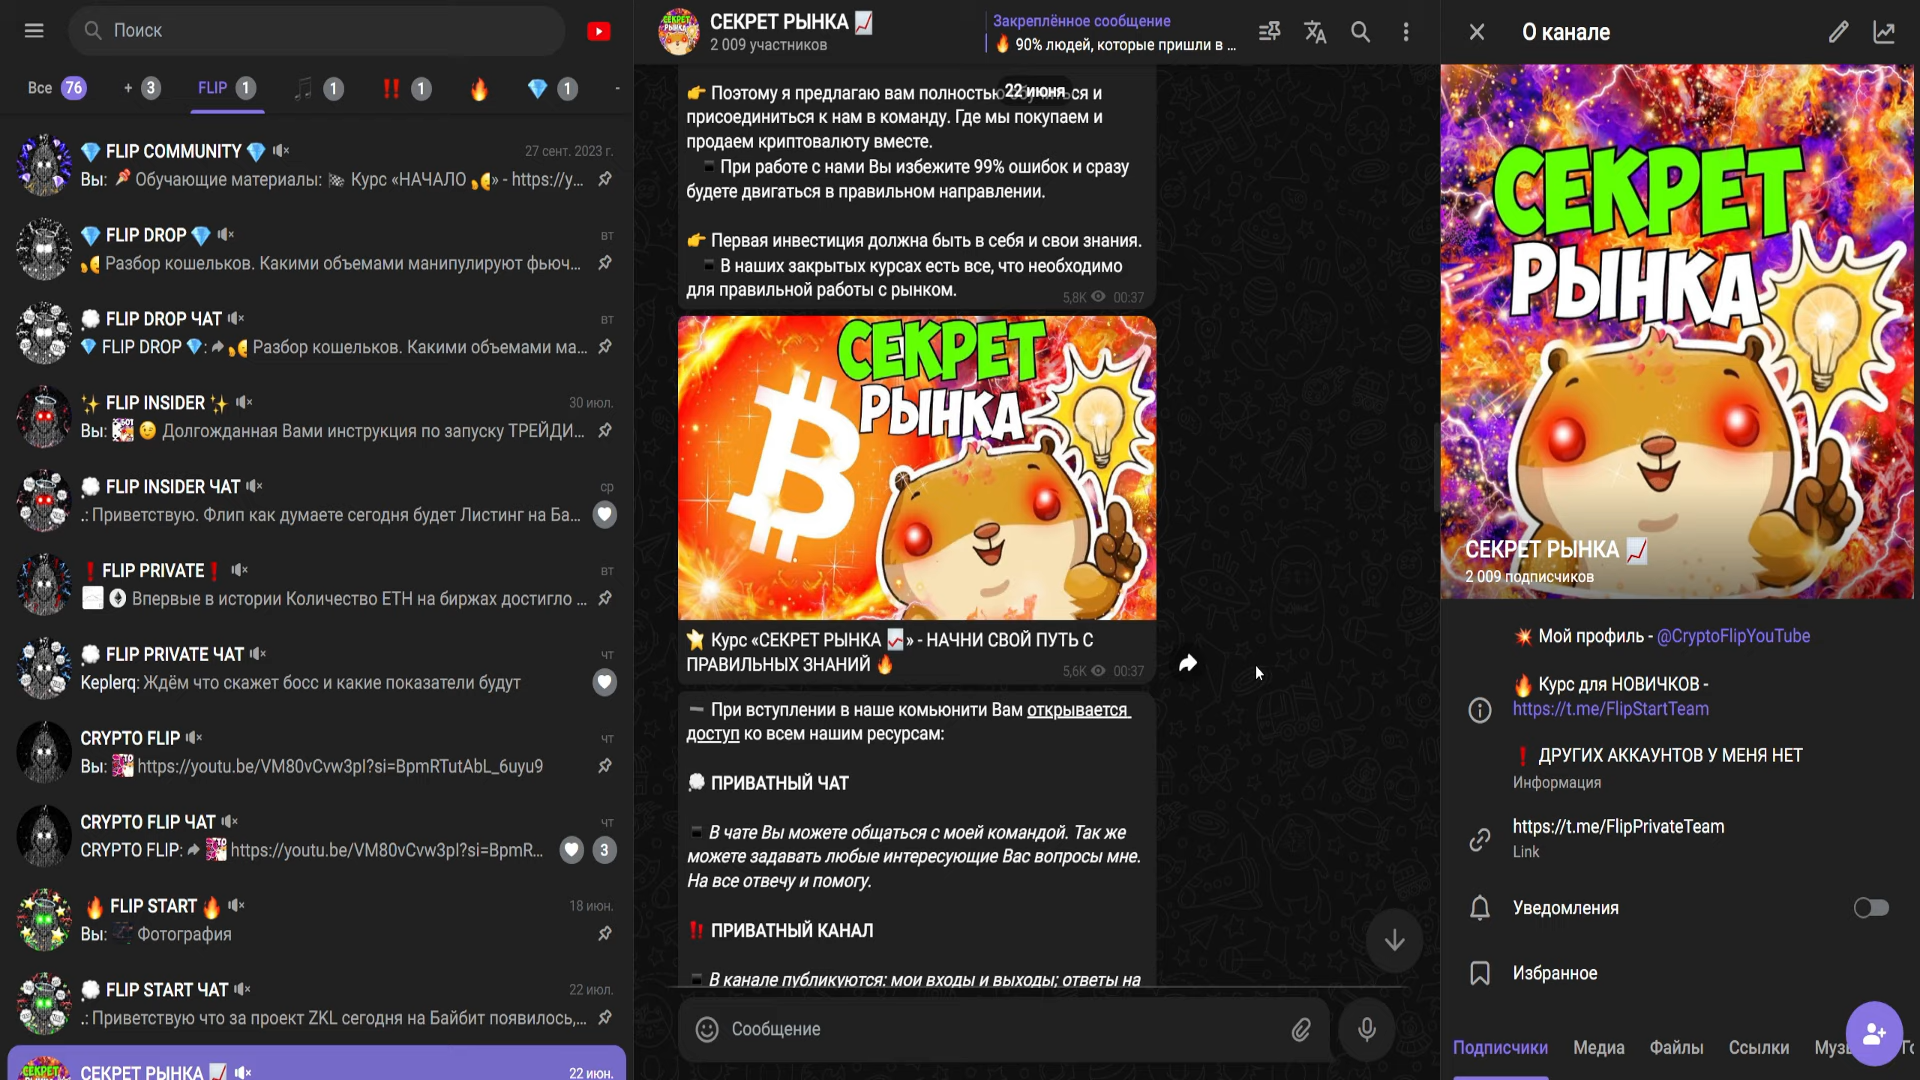 Поиск
Все 76
+ 3
FLIP 1
1
‼ 1
🔥
💎 1
💎 FLIP COMMUNITY 💎
27 сент. 2023 г.
Вы: 📌 Обучающие материалы: 🏁 Курс «НАЧАЛО 🤫» - https://y...
💎 FLIP DROP 💎
вт
Разбор кошельков. Какими объемами манипулируют фьюч...
💭 FLIP DROP ЧАТ
вт
💎 FLIP DROP 💎: Разбор кошельков. Какими объемами ма...
✨ FLIP INSIDER ✨
30 июл.
Вы: 😉 Долгожданная Вами инструкция по запуску ТРЕЙДИ...
💭 FLIP INSIDER ЧАТ
ср
.: Приветствую. Флип как думаете сегодня будет Листинг на Ба...
❗ FLIP PRIVATE ❗
вт
Впервые в истории Количество ETH на биржах достигло ...
💭 FLIP PRIVATE ЧАТ
чт
Keplerq: Ждём что скажет босс и какие показатели будут
CRYPTO FLIP
чт
Вы: https://youtu.be/VM80vCvw3pI?si=BpmRTutAbL_6uyu9
CRYPTO FLIP ЧАТ
чт
CRYPTO FLIP: https://youtu.be/VM80vCvw3pI?si=BpmR...
3
🔥 FLIP START 🔥
18 июн.
Вы: Фотография
💭 FLIP START ЧАТ
22 июл.
.: Приветствую что за проект ZKL сегодня на Байбит появилось,...
СЕКРЕТ РЫНКА 📈
22 июн.
СЕКРЕТ РЫНКА 📈
2 009 участников
Закреплённое сообщение
🔥 90% людей, которые пришли в ...
22 июня
👉 Поэтому я предлагаю вам полностью ся и
присоединиться к нам в команду. Где мы покупаем и
продаем криптовалюту вместе.
▪ При работе с нами Вы избежите 99% ошибок и сразу
будете двигаться в правильном направлении.
👉 Первая инвестиция должна быть в себя и свои знания.
▪ В наших закрытых курсах есть все, что необходимо
для правильной работы с рынком.
5,8K 00:37
СЕКРЕТ
РЫНКА
⭐ Курс «СЕКРЕТ РЫНКА 📈» - НАЧНИ СВОЙ ПУТЬ С
ПРАВИЛЬНЫХ ЗНАНИЙ 🔥
5,6K 00:37
➖ При вступлении в наше комьюнити Вам открывается
доступ ко всем нашим ресурсам:
💭 ПРИВАТНЫЙ ЧАТ
▪ В чате Вы можете общаться с моей командой. Так же
можете задавать любые интересующие Вас вопросы мне.
На все отвечу и помогу.
‼ ПРИВАТНЫЙ КАНАЛ
▪ В канале публикуются: мои входы и выходы; ответы на
Сообщение
О канале
СЕКРЕТ
РЫНКА
СЕКРЕТ РЫНКА 📈
2 009 подписчиков
💥 Мой профиль - @CryptoFlipYouTube
🔥 Курс для НОВИЧКОВ -
https://t.me/FlipStartTeam
❗ ДРУГИХ АККАУНТОВ У МЕНЯ НЕТ
Информация
https://t.me/FlipPrivateTeam
Link
Уведомления
Избранное
Подписчики Медиа Файлы Ссылки Муз